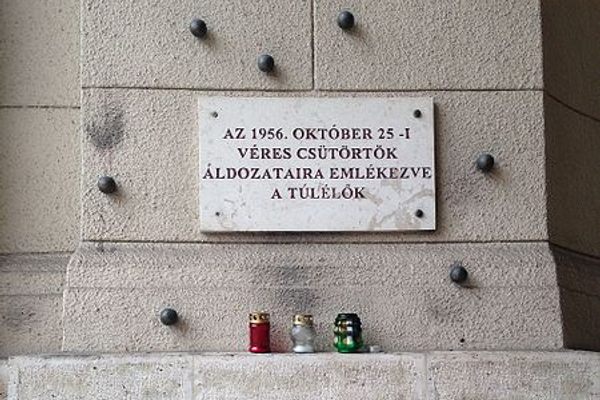 AZ 1956. OKTÓBER 25 -I
VÉRES CSÜTÖRTÖK
ÁLDOZATAIRA EMLÉKEZVE
A TÚLÉLŐK